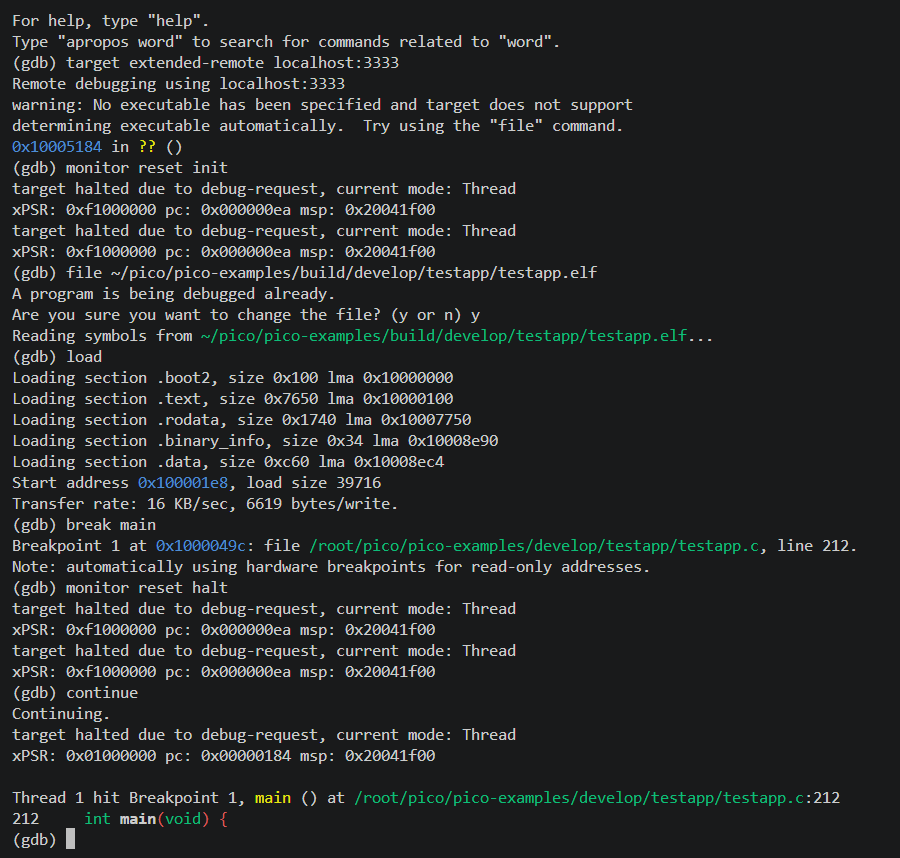 For help, type "help".
Type "apropos word" to search for commands related to "word".
(gdb) target extended-remote localhost:3333
Remote debugging using localhost:3333
warning: No executable has been specified and target does not support
determining executable automatically.  Try using the "file" command.
0x10005184 in ?? ()
(gdb) monitor reset init
target halted due to debug-request, current mode: Thread
xPSR: 0xf1000000 pc: 0x000000ea msp: 0x20041f00
target halted due to debug-request, current mode: Thread
xPSR: 0xf1000000 pc: 0x000000ea msp: 0x20041f00
(gdb) file ~/pico/pico-examples/build/develop/testapp/testapp.elf
A program is being debugged already.
Are you sure you want to change the file? (y or n) y
Reading symbols from ~/pico/pico-examples/build/develop/testapp/testapp.elf...
(gdb) load
Loading section .boot2, size 0x100 lma 0x10000000
Loading section .text, size 0x7650 lma 0x10000100
Loading section .rodata, size 0x1740 lma 0x10007750
Loading section .binary_info, size 0x34 lma 0x10008e90
Loading section .data, size 0xc60 lma 0x10008ec4
Start address 0x100001e8, load size 39716
Transfer rate: 16 KB/sec, 6619 bytes/write.
(gdb) break main
Breakpoint 1 at 0x1000049c: file /root/pico/pico-examples/develop/testapp/testapp.c, line 212.
Note: automatically using hardware breakpoints for read-only addresses.
(gdb) monitor reset halt
target halted due to debug-request, current mode: Thread
xPSR: 0xf1000000 pc: 0x000000ea msp: 0x20041f00
target halted due to debug-request, current mode: Thread
xPSR: 0xf1000000 pc: 0x000000ea msp: 0x20041f00
(gdb) continue
Continuing.
target halted due to debug-request, current mode: Thread
xPSR: 0x01000000 pc: 0x00000184 msp: 0x20041f00

Thread 1 hit Breakpoint 1, main () at /root/pico/pico-examples/develop/testapp/testapp.c:212
212     int main(void) {
(gdb)